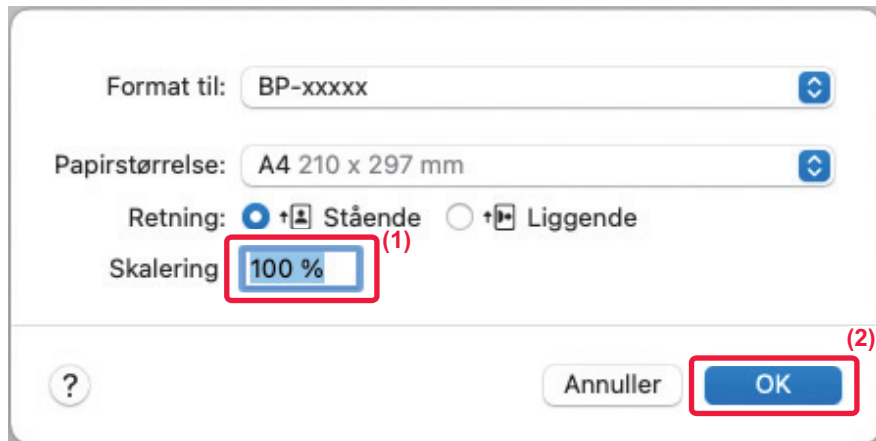 Format til: BP-xxxxx
Papirstørrelse: A4 210 x 297 mm
Retning: Stående Liggende
(1)
Skalering 100 %
(2)
? Annuller OK